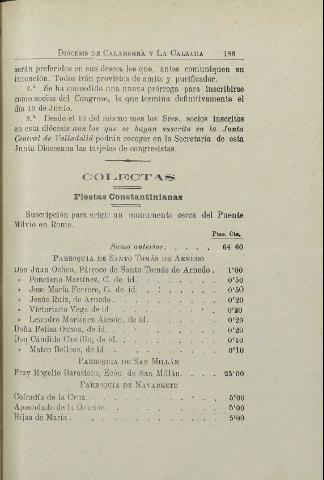 DIÓCESIS DE CALAHORRA Y LA CALZADA 188
serán preferidos en sus deseos los que, antes comuniquen su
intención. Todos irán provistos de amito y purificador.
2.ª Se ha concedido una nueva prórroga para inscribirse
como socios del Congreso, la que termina definitivamente el
día 10 de Junio.
3.ª Desde el 16 del mismo mes los Sres. socios inscritos
en esta diócesis aun los que se hayan suscrito en la Junta
Central de Valladolid podrán recoger en la Secretaría de esta
Junta Diocesana las tarjetas de congresistas.
COLECTAS
Fiestas Constantinianas
Suscripción para erigir un monumento cerca del Puente
Milvio en Roma.
Ptas. Cts.
Suma anterior. . . . . 64 60
PARROQUIA DE SANTO TOMÁS DE ARNEDO
Don Juan Ochoa, Párroco de Santo Tomás de Arnedo . 1'00
» Ponciano Martínez, C. de id. . . . . . 0'50
» José María Ferrero, C. de id. . . . . . 0'50
» Jesús Ruiz, de Arnedo . . . . . . 0'20
» Victoriano Vega de id . . . . . . 0'20
» Leandro Martínez Alesón, de id. . . . . 0'20
Doña Felisa Ochoa, de id. . . . . . . 0'20
Don Cándido Castillo, de id. . . . . . 0'10
» Mateo Belloso, de id . . . . . . 0'10
PARROQUIA DE SAN MILLÁN
Fray Rogelio Barastain, Ecón. de San Millán. . . . 25'00
PARROQUIA DE NAVARRETE
Cofradía de la Cruz. . . . . . . . 5'00
Apostolado de la Oración. . . . . . . 5'00
Hijas de María . . . . . . . . 5'00